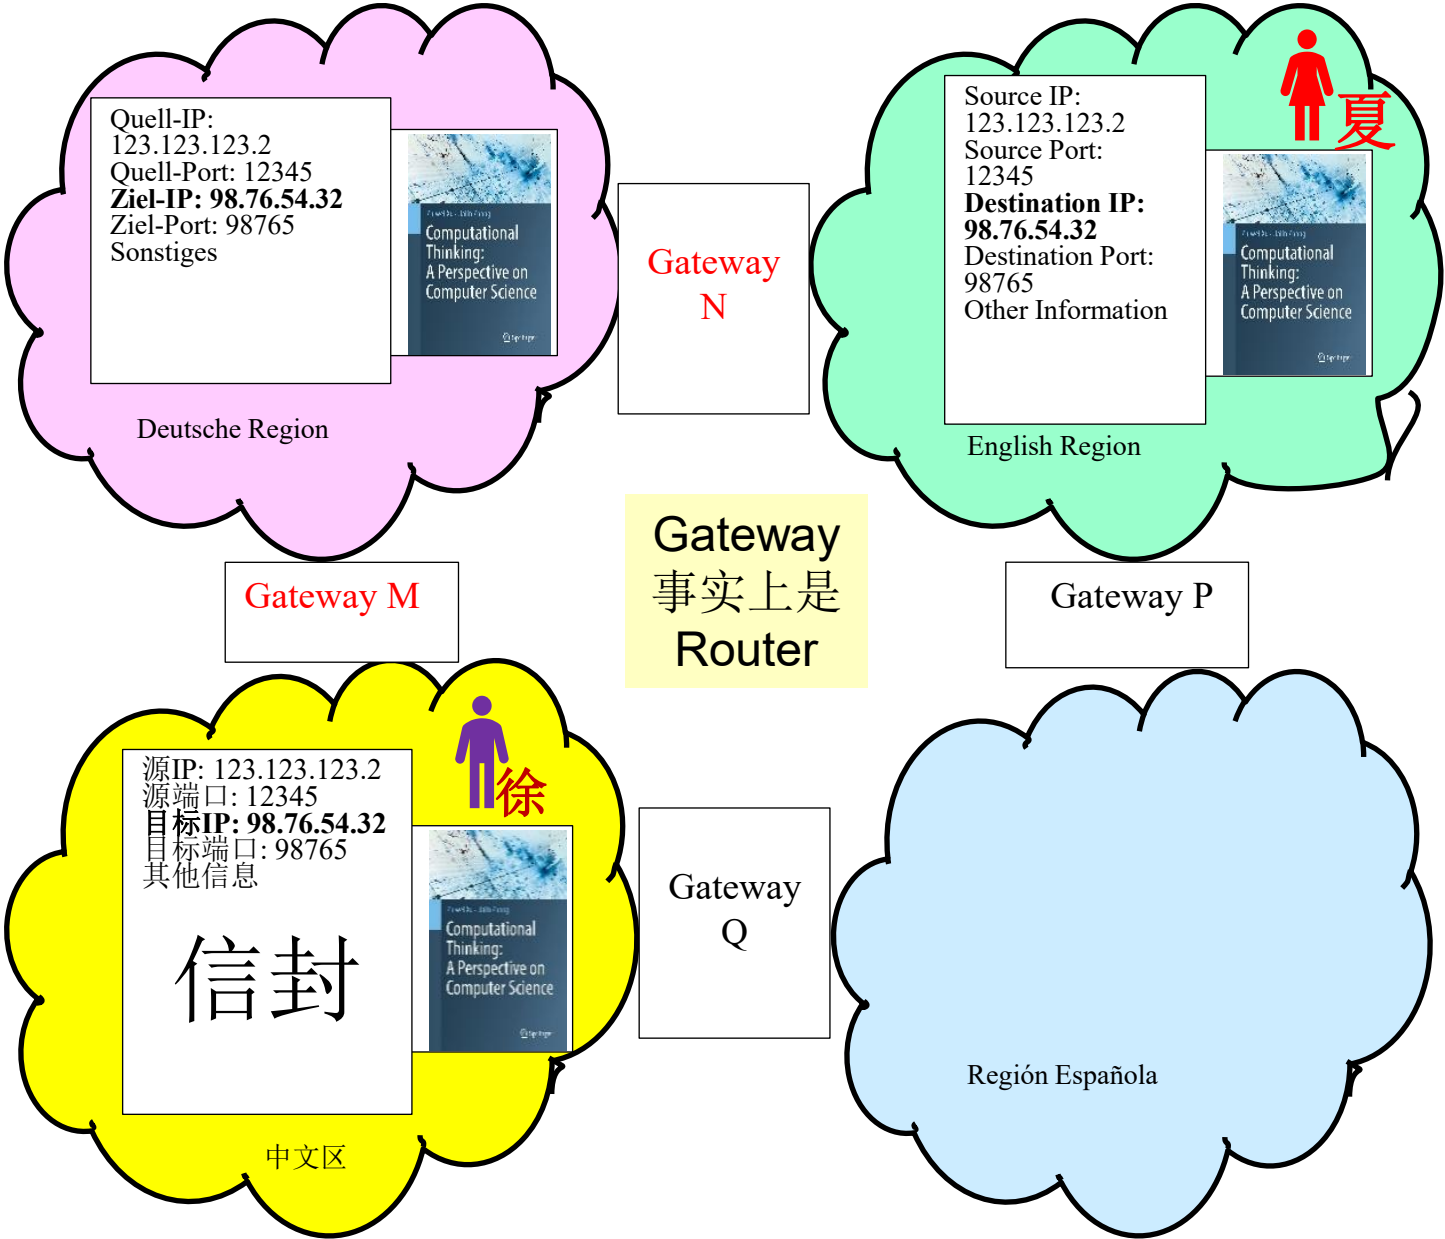 Quell-IP:
123.123.123.2
Quell-Port: 12345
Ziel-IP: 98.76.54.32
Ziel-Port: 98765
Sonstiges
Computational
Thinking:
A Perspective on
Computer Science
Springer
Deutsche Region
Gateway
N
Source IP:
123.123.123.2
Source Port:
12345
Destination IP:
98.76.54.32
Destination Port:
98765
Other Information
夏
Computational
Thinking:
A Perspective on
Computer Science
Springer
English Region
Gateway M
Gateway
事实上是
Router
Gateway P
源IP: 123.123.123.2
源端口: 12345
目标IP: 98.76.54.32
目标端口: 98765
其他信息
信封
徐
Computational
Thinking:
A Perspective on
Computer Science
Springer
中文区
Gateway
Q
Región Española